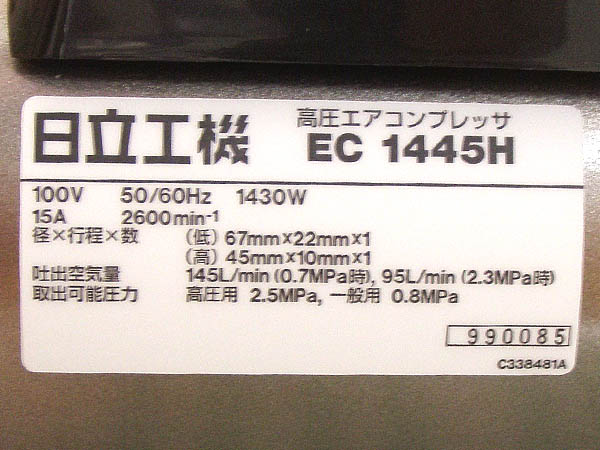 日立工機 高圧エアコンプレッサ
EC 1445H
100V 50/60Hz 1430W
15A 2600min-1
径×行程×数 (低) 67mm×22mm×1
(高) 45mm×10mm×1
吐出空気量 145L/min (0.7MPa時), 95L/min (2.3MPa時)
取出可能圧力 高圧用 2.5MPa, 一般用 0.8MPa
990085
C338481A